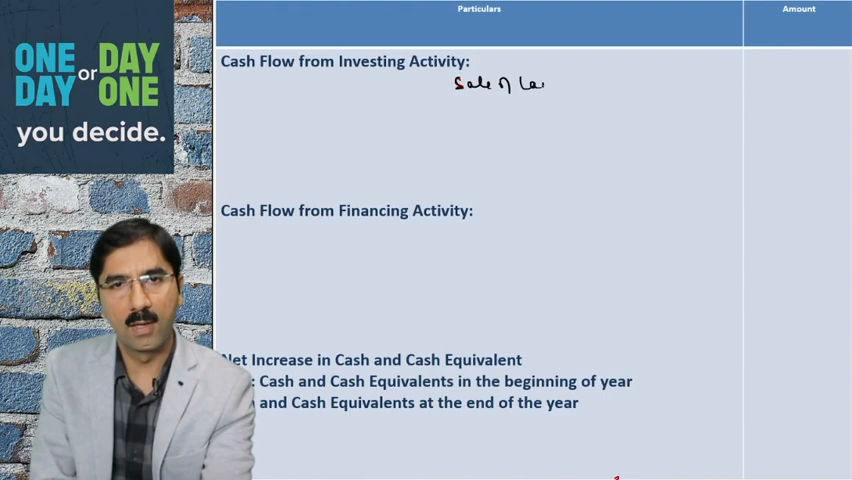 ONE DAY or DAY ONE
you decide.
Particulars
Amount
Cash Flow from Investing Activity:
Sale of La
Cash Flow from Financing Activity:
Net Increase in Cash and Cash Equivalent
: Cash and Cash Equivalents in the beginning of year
and Cash Equivalents at the end of the year